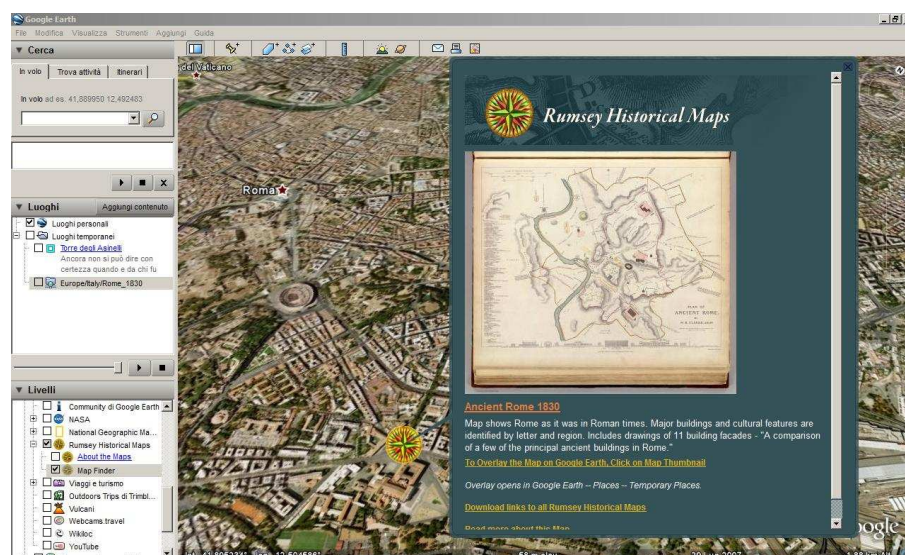 Google Earth
File Modifica Visualizza Strumenti Aggiungi Guida
Cerca
In volo Trova attività Itinerari
In volo ad es. 41,889950 12,492483
Luoghi Aggiungi contenuto
Luoghi personali
Luoghi temporanei
Torre degli Asinelli
Ancora non si può dire con
certezza quando e da chi fu
Europe/Italy/Rome_1830
Livelli
Community di Google Earth
NASA
National Geographic Ma...
Rumsey Historical Maps
About the Maps
Map Finder
Viaggi e turismo
Outdoors Trips di Trimbl...
Vulcani
Webcams.travel
Wikiloc
YouTube
del Vaticano
Roma
Rumsey Historical Maps
PLAN OF
ANCIENT ROME
Ancient Rome 1830
Map shows Rome as it was in Roman times. Major buildings and cultural features are
identified by letter and region. Includes drawings of 11 building facades - "A comparison
of a few of the principal ancient buildings in Rome."
To Overlay the Map on Google Earth, Click on Map Thumbnail
Overlay opens in Google Earth -- Places -- Temporary Places.
Download links to all Rumsey Historical Maps
Read more about this Map